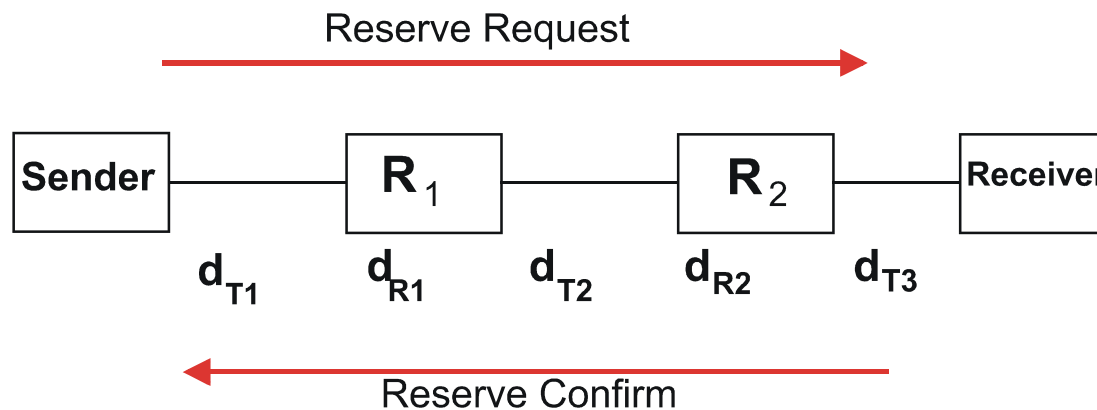 Reserve Request
Sender R1 R2 Receiver
dT1 dR1 dT2 dR2 dT3
Reserve Confirm